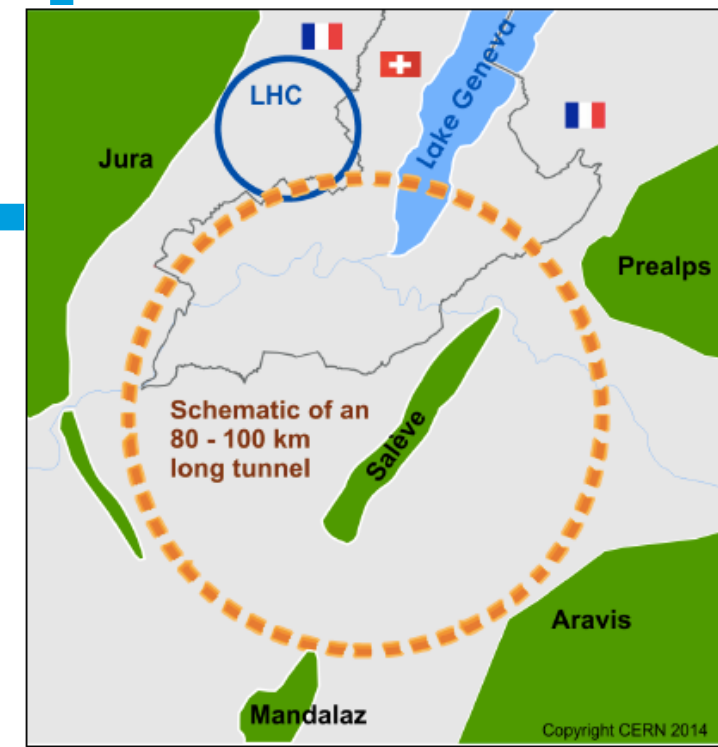 LHC
Lake Geneva
Jura
Prealps
Schematic of an
80 - 100 km
long tunnel
Salève
Aravis
Mandalaz
Copyright CERN 2014